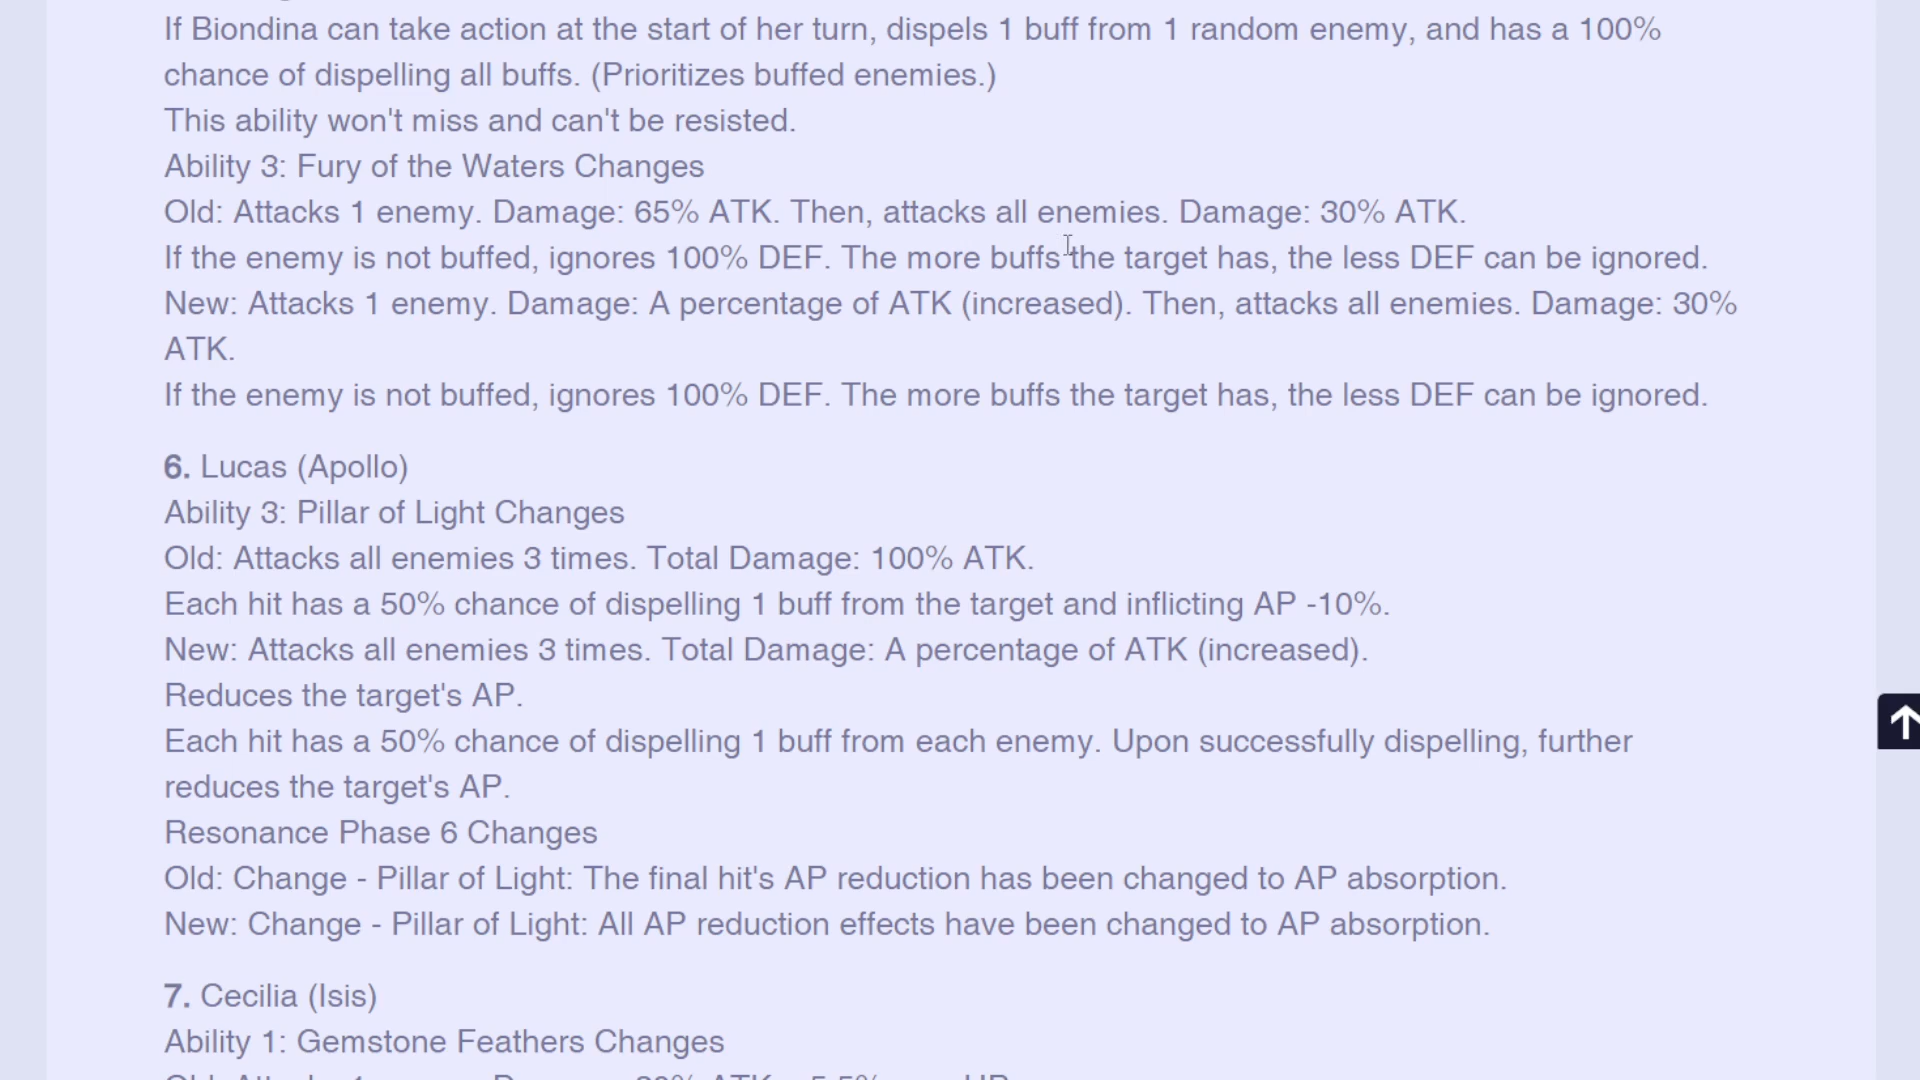 If Biondina can take action at the start of her turn, dispels 1 buff from 1 random enemy, and has a 100%
chance of dispelling all buffs. (Prioritizes buffed enemies.)
This ability won't miss and can't be resisted.
Ability 3: Fury of the Waters Changes
Old: Attacks 1 enemy. Damage: 65% ATK. Then, attacks all enemies. Damage: 30% ATK.
If the enemy is not buffed, ignores 100% DEF. The more buffs the target has, the less DEF can be ignored.
New: Attacks 1 enemy. Damage: A percentage of ATK (increased). Then, attacks all enemies. Damage: 30%
ATK.
If the enemy is not buffed, ignores 100% DEF. The more buffs the target has, the less DEF can be ignored.
6. Lucas (Apollo)
Ability 3: Pillar of Light Changes
Old: Attacks all enemies 3 times. Total Damage: 100% ATK.
Each hit has a 50% chance of dispelling 1 buff from the target and inflicting AP -10%.
New: Attacks all enemies 3 times. Total Damage: A percentage of ATK (increased).
Reduces the target's AP.
Each hit has a 50% chance of dispelling 1 buff from each enemy. Upon successfully dispelling, further
reduces the target's AP.
Resonance Phase 6 Changes
Old: Change - Pillar of Light: The final hit's AP reduction has been changed to AP absorption.
New: Change - Pillar of Light: All AP reduction effects have been changed to AP absorption.
7. Cecilia (Isis)
Ability 1: Gemstone Feathers Changes